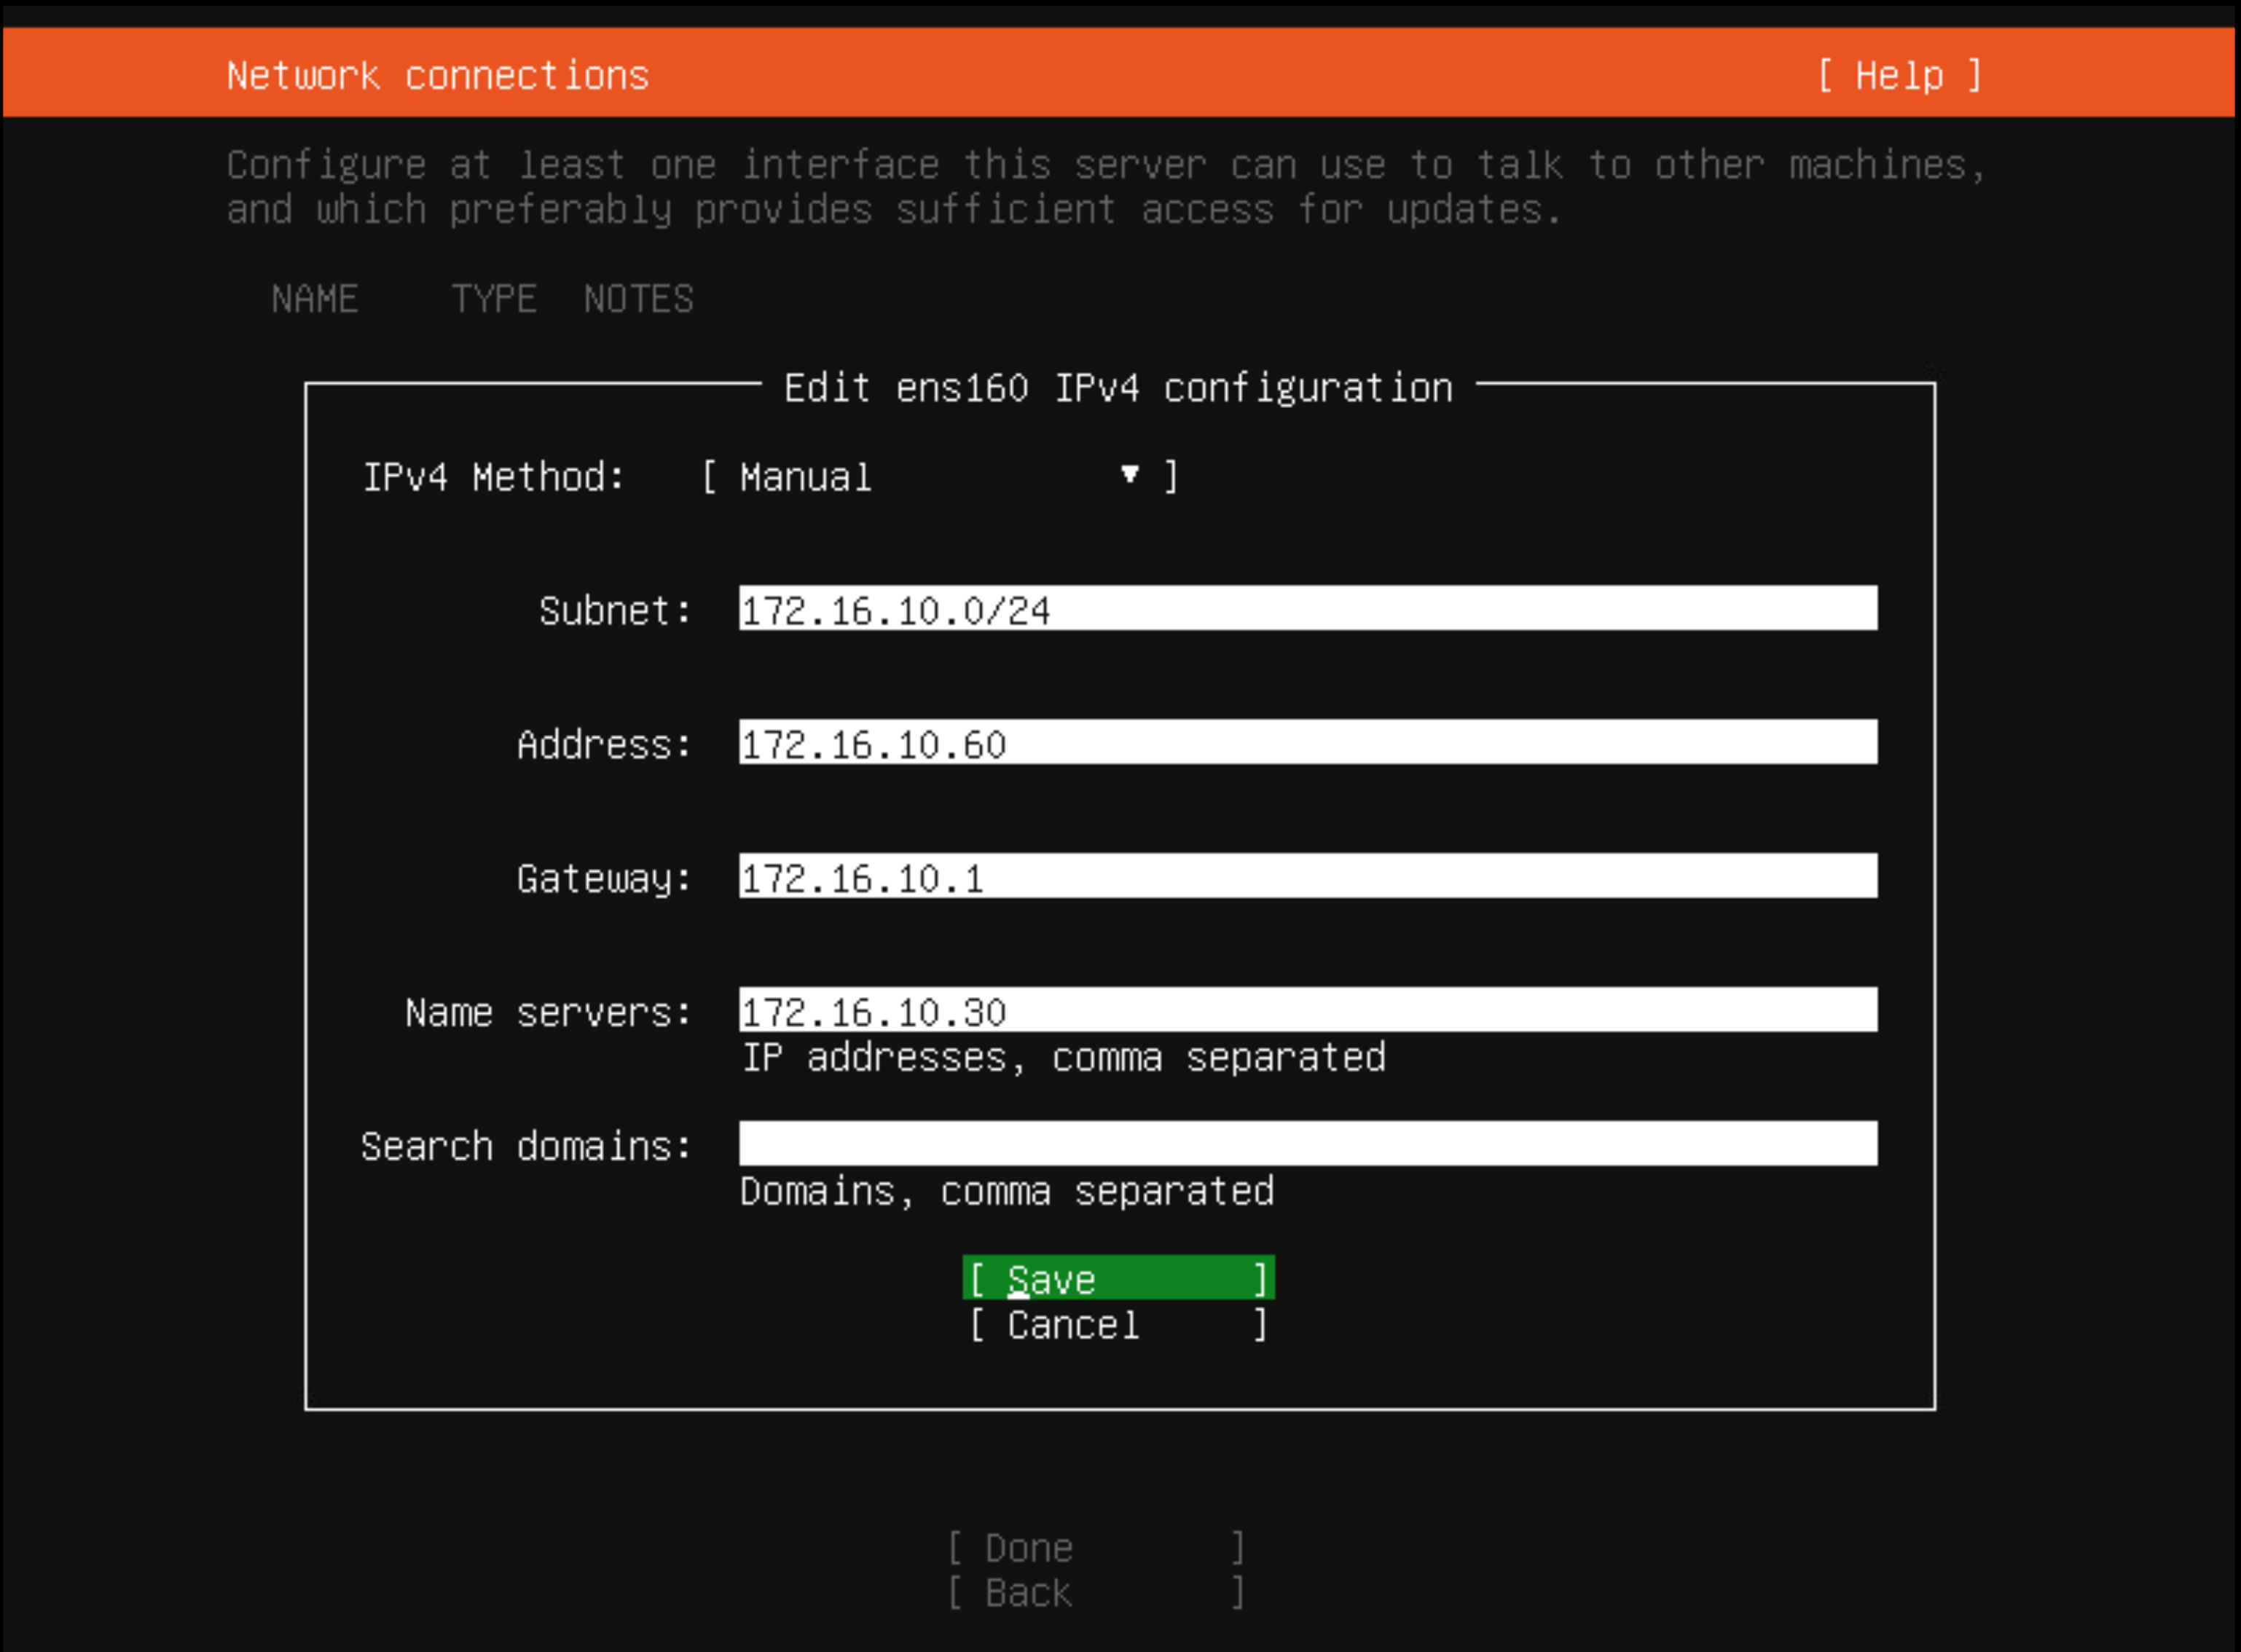 Network connections [ Help ]
Configure at least one interface this server can use to talk to other machines,
and which preferably provides sufficient access for updates.
NAME TYPE NOTES
Edit ens160 IPv4 configuration
IPv4 Method: [ Manual ▼ ]
Subnet: 172.16.10.0/24
Address: 172.16.10.60
Gateway: 172.16.10.1
Name servers: 172.16.10.30
IP addresses, comma separated
Search domains:
Domains, comma separated
[ Save ]
[ Cancel ]
[ Done ]
[ Back ]